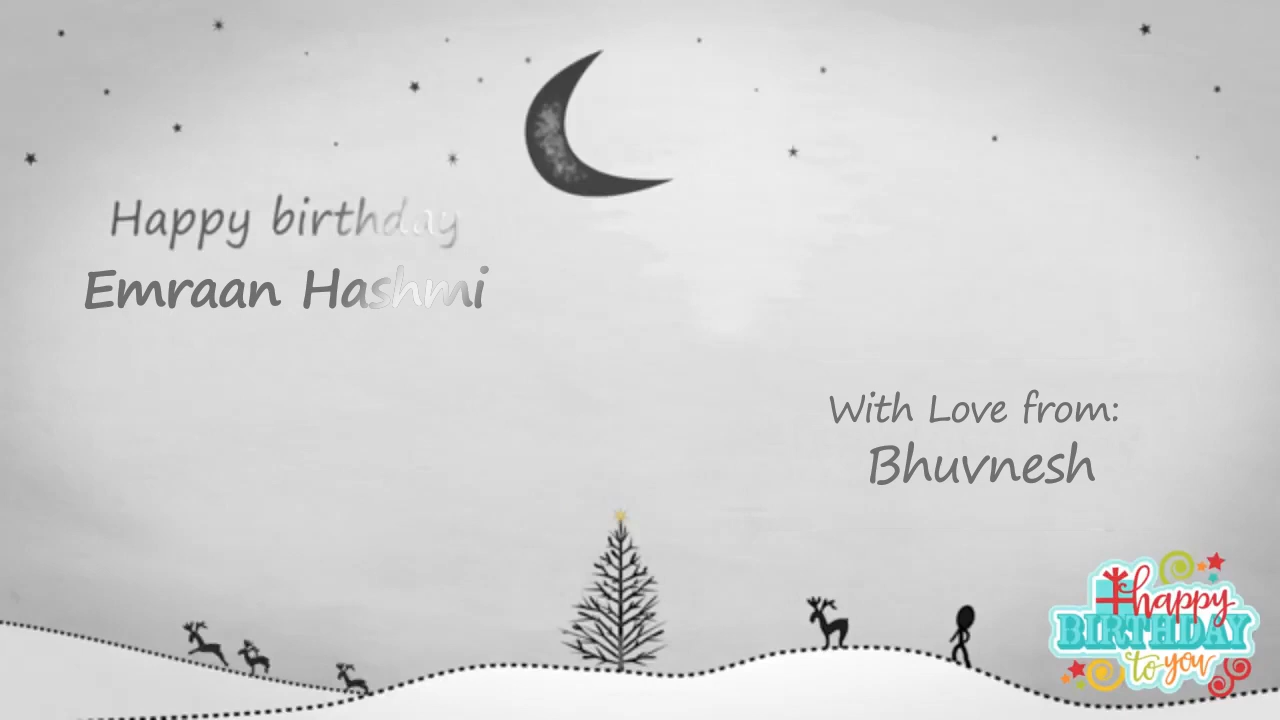 Happy birthday
Emraan Hashmi
With Love from:
Bhuvnesh
happy
BIRTHDAY
to you